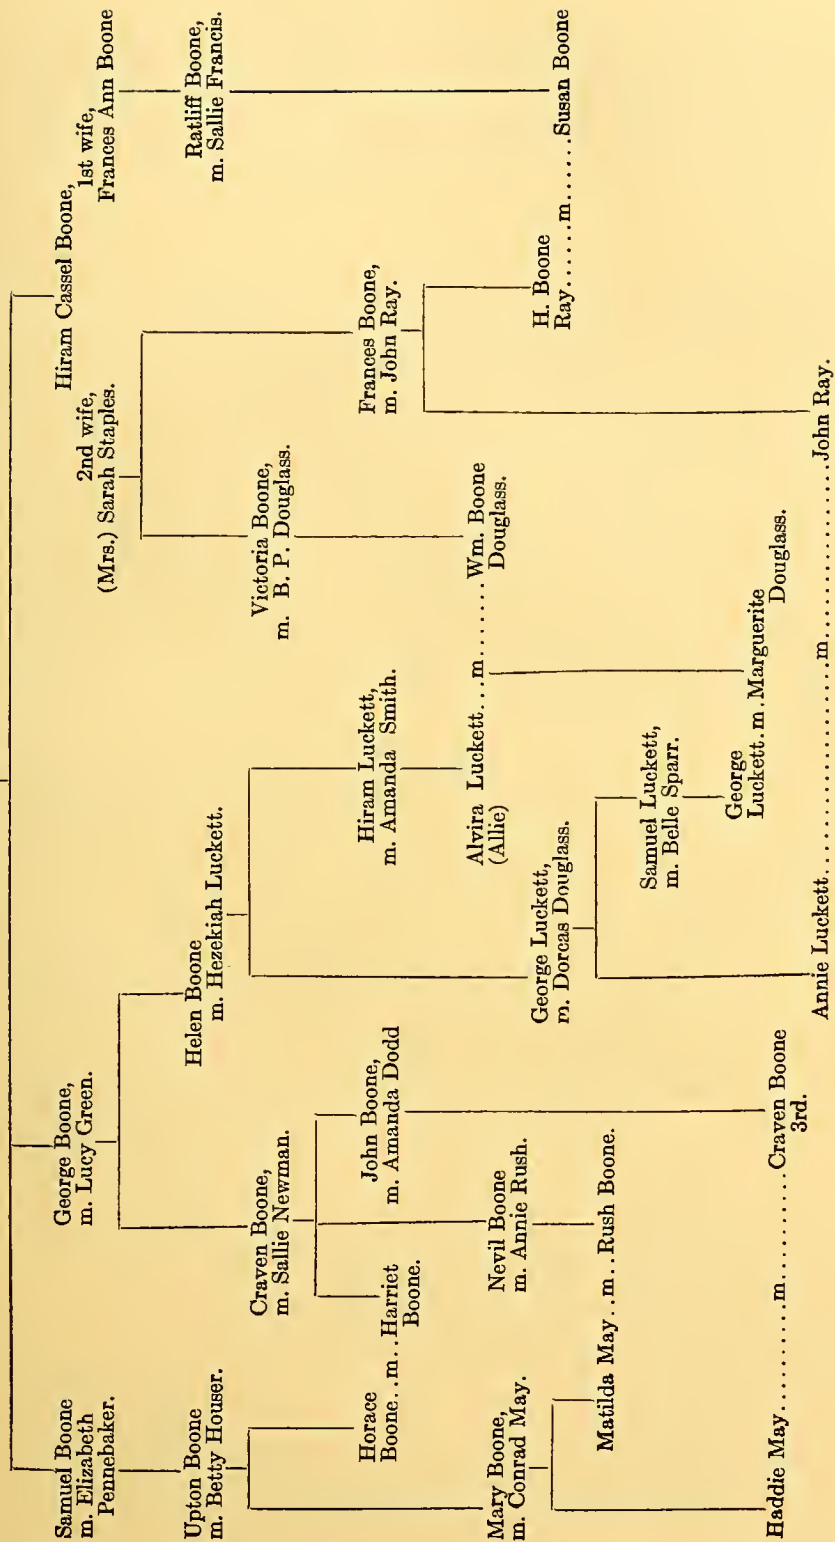 Samuel Boone
m. Elizabeth
Pennebaker.
George Boone,
m. Lucy Green.
Hiram Cassel Boone,
2nd wife,
(Mrs.) Sarah Staples.
1st wife,
Frances Ann Boone
Upton Boone
m. Betty Houser.
Craven Boone,
m. Sallie Newman.
Helen Boone
m. Hezekiah Luckett.
Victoria Boone,
m. B. P. Douglass.
Frances Boone,
m. John Ray.
Ratliff Boone,
m. Sallie Francis.
Horace
Boone...m...Harriet
Boone.
John Boone,
m. Amanda Dodd
Hiram Luckett,
m. Amanda Smith.
Mary Boone,
m. Conrad May.
Nevil Boone
m. Annie Rush.
George Luckett,
m. Dorcas Douglass.
Alvira Luckett....m........Wm. Boone
(Allie) Douglass.
H. Boone
Ray.......m.......Susan Boone
Matilda May..m..Rush Boone.
Samuel Luckett,
m. Belle Sparr.
George
Luckett.m.Marguerite
Douglass.
Haddie May..........m............Craven Boone
3rd.
Annie Luckett........................m........................John Ray.